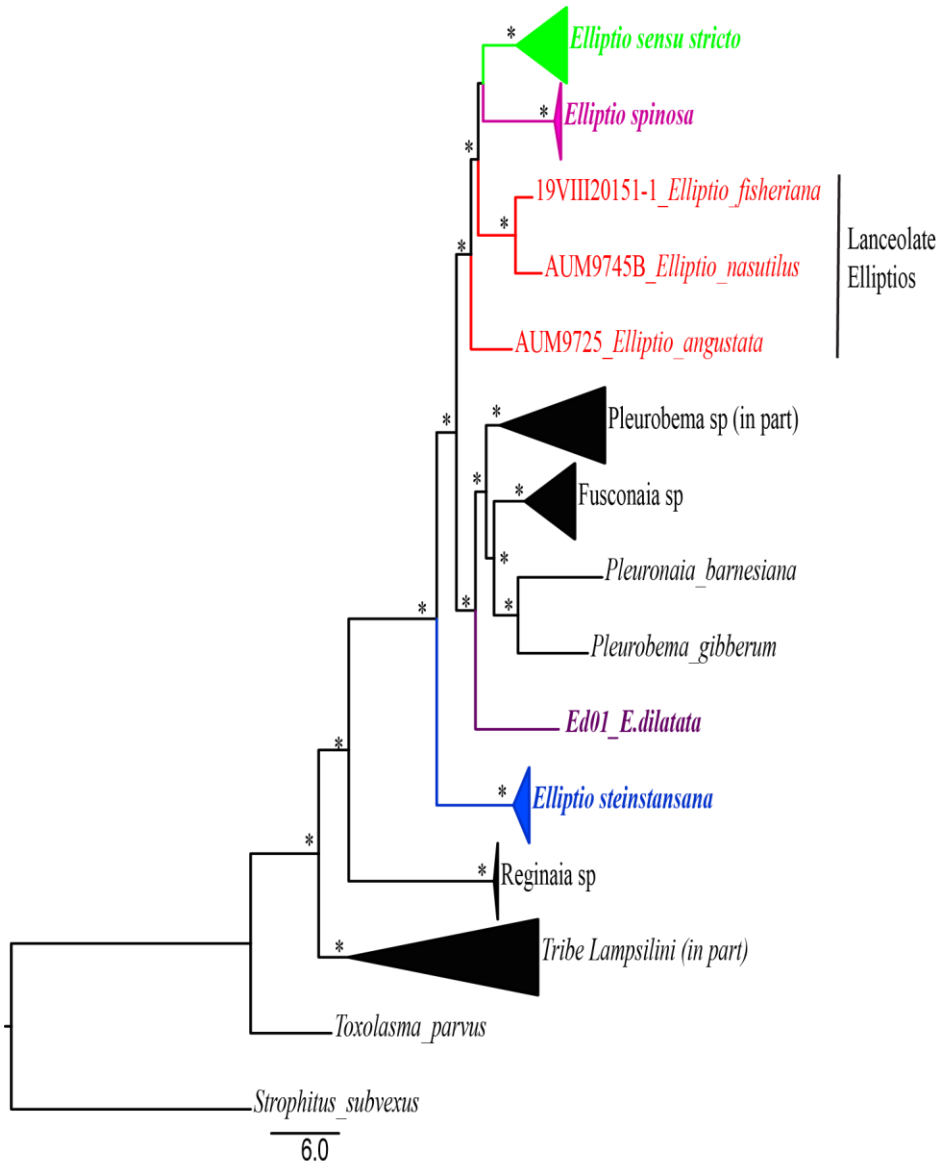 *
Elliptio sensu stricto
*
Elliptio spinosa
*
19VIII20151-1_Elliptio_fisheriana
*
*
Lanceolate
Elliptios
AUM9745B_Elliptio_nasutilus
AUM9725_Elliptio_angustata
*
*
Pleurobema sp (in part)
*
*
Fusconaia sp
*
Pleuronaia_barnesiana
*
*
*
Pleurobema_gibberum
Ed01_E.dilatata
*
*
Elliptio steinstansana
*
*
Reginaia sp
*
Tribe Lampsilini (in part)
Toxolasma_parvus
Strophitus_subvexus
6.0